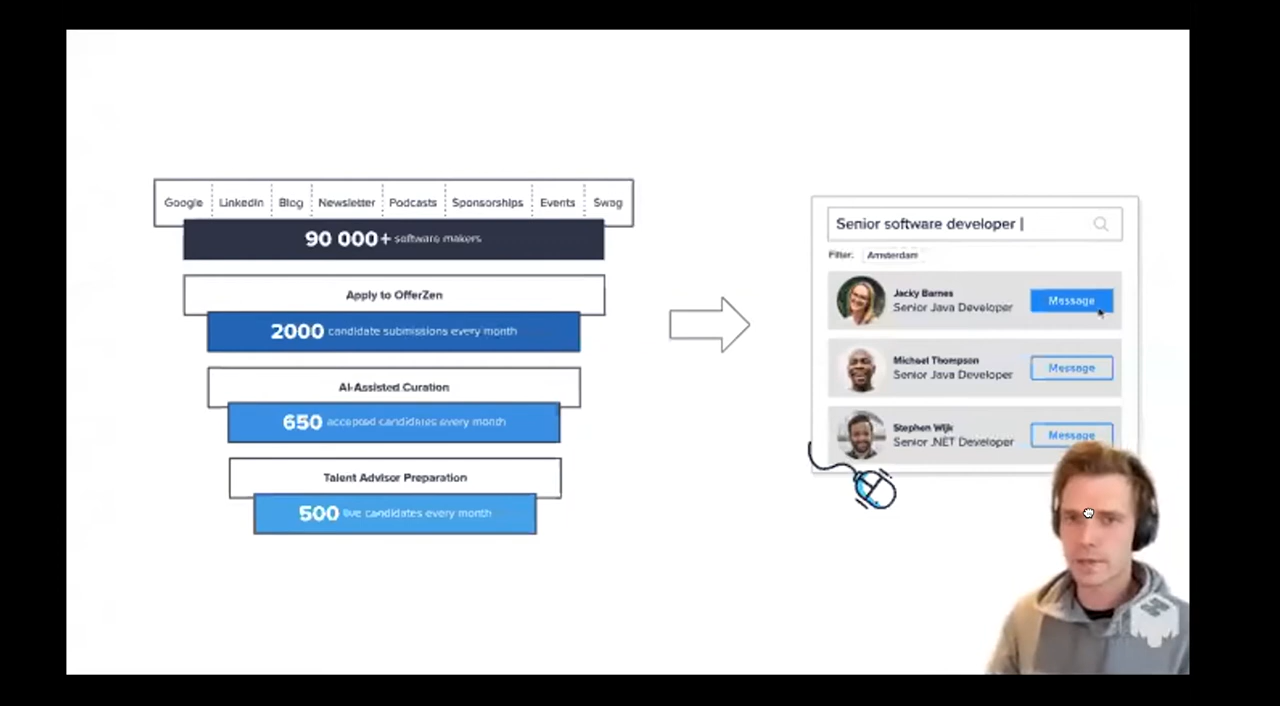 Google LinkedIn Blog Newsletter Podcasts Sponsorships Events Swag
90 000+ software makers
Apply to OfferZen
2000 candidate submissions every month
AI-Assisted Curation
650 accepted candidates every month
Talent Advisor Preparation
500 live candidates every month
Senior software developer |
Filter: Amsterdam
Jacky Barnes
Senior Java Developer
Message
Michael Thompson
Senior Java Developer
Message
Stephen Wijk
Senior .NET Developer
Message